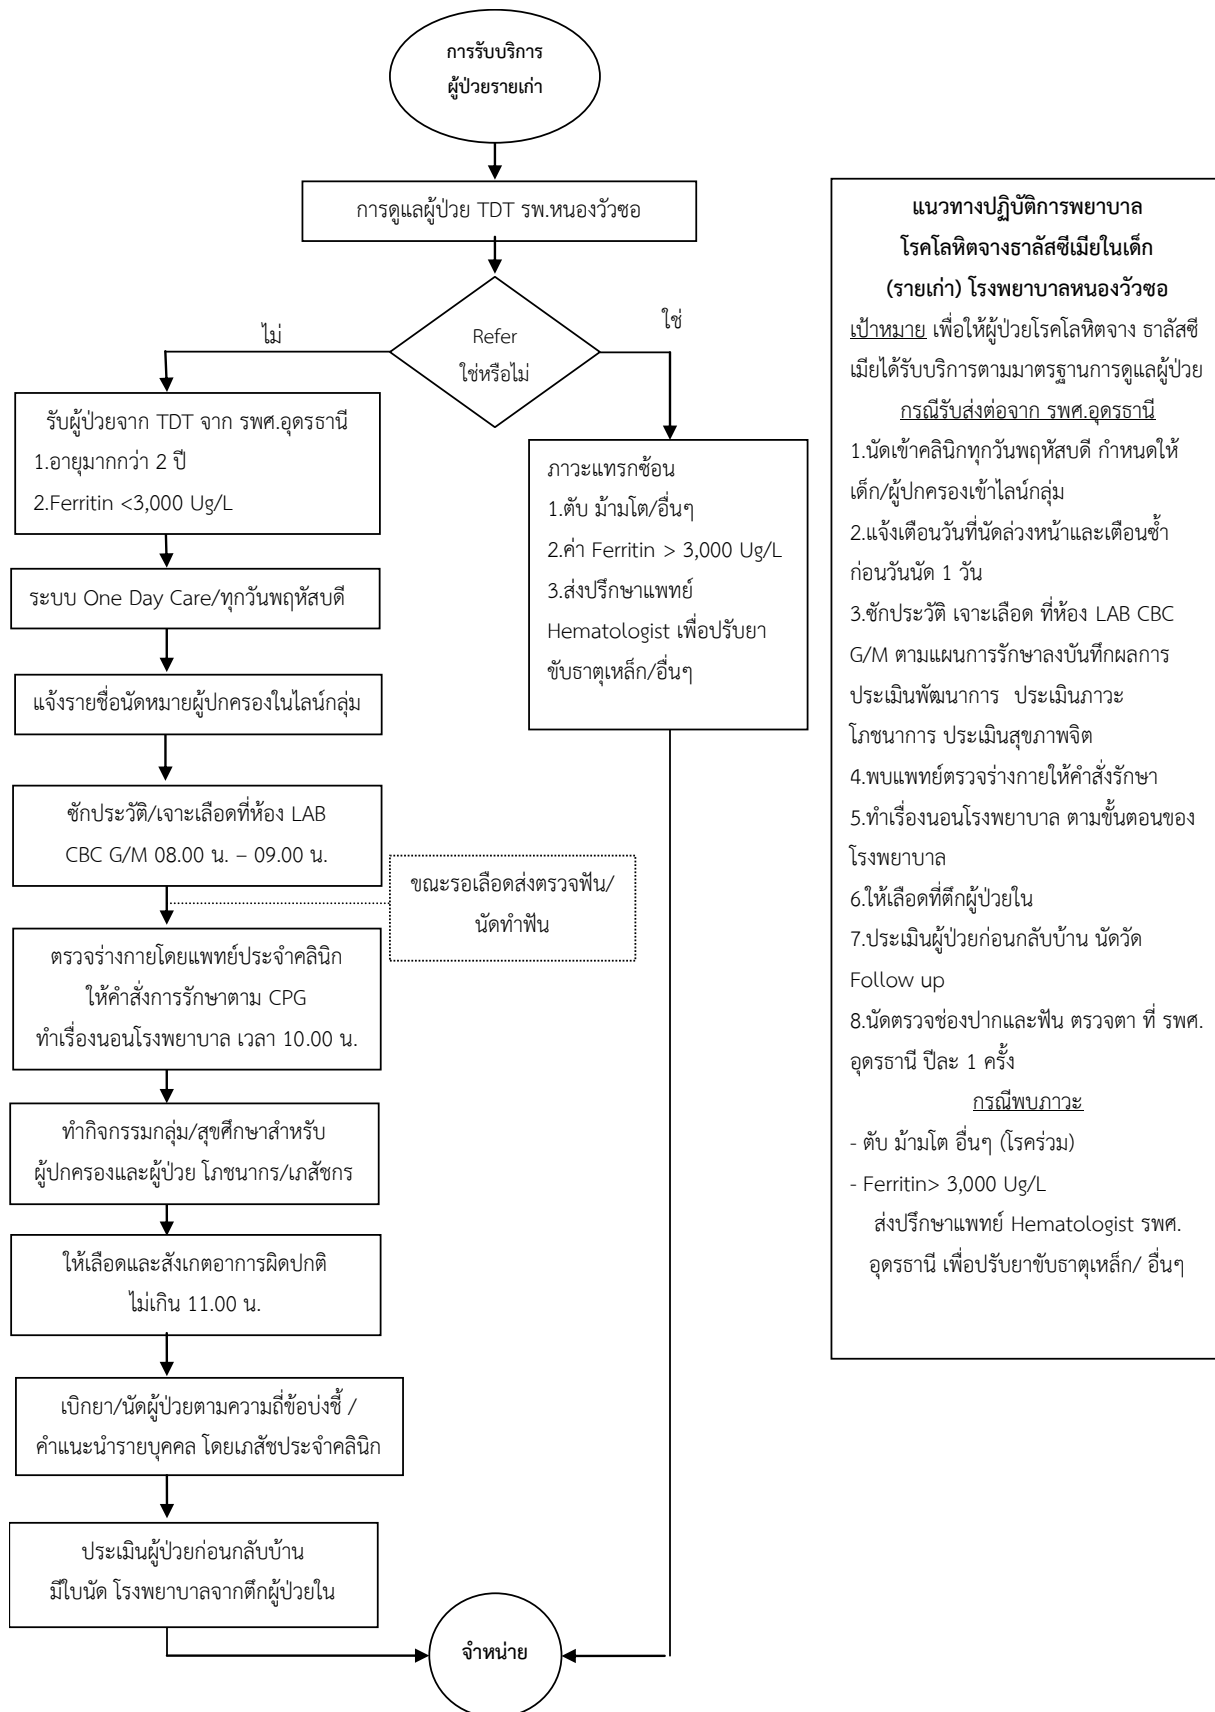 การรับบริการ
ผู้ป่วยรายเก่า
การดูแลผู้ป่วย TDT รพ.หนองวัวซอ
Refer
ใช่หรือไม่
ไม่
ใช่
รับผู้ป่วยจาก TDT จาก รพศ.อุดรธานี
1.อายุมากกว่า 2 ปี
2.Ferritin <3,000 Ug/L
ระบบ One Day Care/ทุกวันพฤหัสบดี
แจ้งรายชื่อนัดหมายผู้ปกครองในไลน์กลุ่ม
ซักประวัติ/เจาะเลือดที่ห้อง LAB
CBC G/M 08.00 น. – 09.00 น.
ขณะรอเลือดส่งตรวจฟัน/
นัดทำฟัน
ตรวจร่างกายโดยแพทย์ประจำคลินิก
ให้คำสั่งการรักษาตาม CPG
ทำเรื่องนอนโรงพยาบาล เวลา 10.00 น.
ทำกิจกรรมกลุ่ม/สุขศึกษาสำหรับ
ผู้ปกครองและผู้ป่วย โภชนากร/เภสัชกร
ให้เลือดและสังเกตอาการผิดปกติ
ไม่เกิน 11.00 น.
เบิกยา/นัดผู้ป่วยตามความถี่ข้อบ่งชี้ /
คำแนะนำรายบุคคล โดยเภสัชประจำคลินิก
ประเมินผู้ป่วยก่อนกลับบ้าน
มีใบนัด โรงพยาบาลจากตึกผู้ป่วยใน
ภาวะแทรกซ้อน
1.ตับ ม้ามโต/อื่นๆ
2.ค่า Ferritin > 3,000 Ug/L
3.ส่งปรึกษาแพทย์
Hematologist เพื่อปรับยา
ขับธาตุเหล็ก/อื่นๆ
จำหน่าย
แนวทางปฏิบัติการพยาบาล
โรคโลหิตจางธาลัสซีเมียในเด็ก
(รายเก่า) โรงพยาบาลหนองวัวซอ
เป้าหมาย เพื่อให้ผู้ป่วยโรคโลหิตจาง ธาลัสซี
เมียได้รับบริการตามมาตรฐานการดูแลผู้ป่วย
กรณีรับส่งต่อจาก รพศ.อุดรธานี
1.นัดเข้าคลินิกทุกวันพฤหัสบดี กำหนดให้
เด็ก/ผู้ปกครองเข้าไลน์กลุ่ม
2.แจ้งเตือนวันที่นัดล่วงหน้าและเตือนซ้ำ
ก่อนวันนัด 1 วัน
3.ซักประวัติ เจาะเลือด ที่ห้อง LAB CBC
G/M ตามแผนการรักษาลงบันทึกผลการ
ประเมินพัฒนาการ ประเมินภาวะ
โภชนาการ ประเมินสุขภาพจิต
4.พบแพทย์ตรวจร่างกายให้คำสั่งรักษา
5.ทำเรื่องนอนโรงพยาบาล ตามขั้นตอนของ
โรงพยาบาล
6.ให้เลือดที่ตึกผู้ป่วยใน
7.ประเมินผู้ป่วยก่อนกลับบ้าน นัดวัด
Follow up
8.นัดตรวจช่องปากและฟัน ตรวจตา ที่ รพศ.
อุดรธานี ปีละ 1 ครั้ง
กรณีพบภาวะ
- ตับ ม้ามโต อื่นๆ (โรคร่วม)
- Ferritin> 3,000 Ug/L
ส่งปรึกษาแพทย์ Hematologist รพศ.
อุดรธานี เพื่อปรับยาขับธาตุเหล็ก/ อื่นๆ